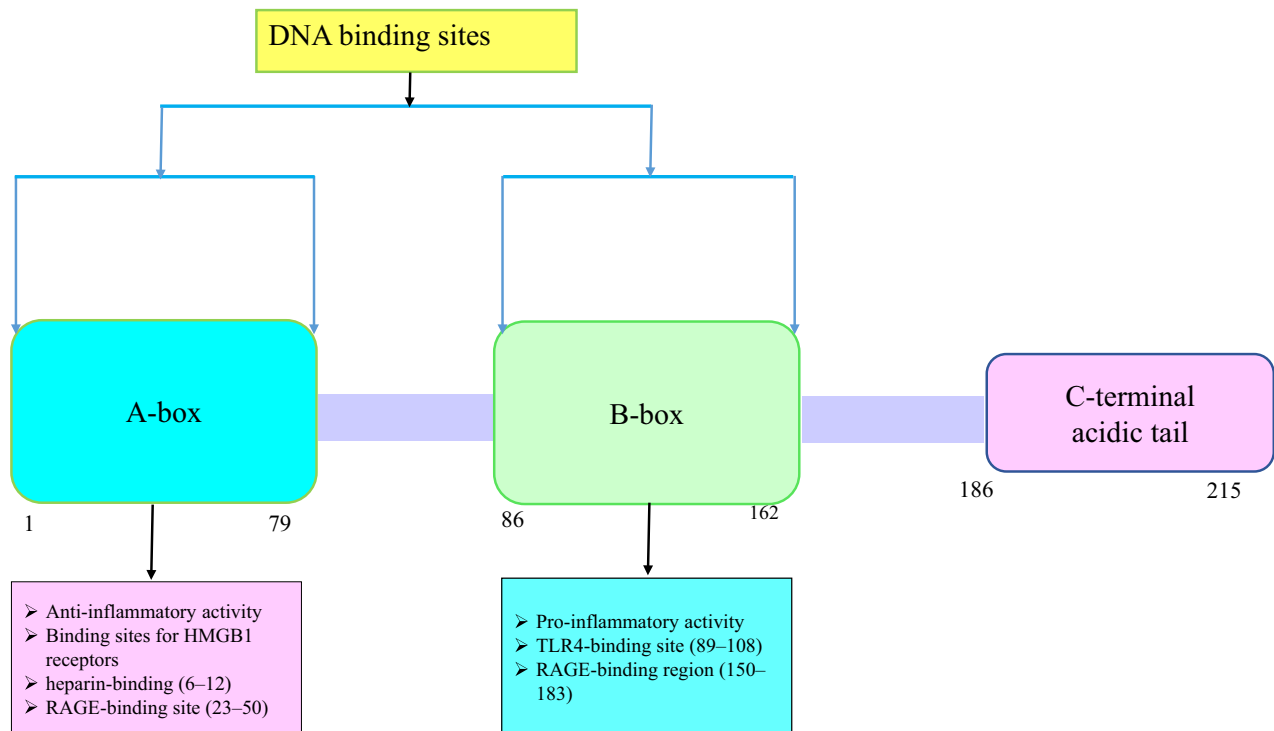 DNA binding sites
A-box
B-box
C-terminal
acidic tail
1
79
86
162
186
215
➢ Anti-inflammatory activity
➢ Binding sites for HMGB1
receptors
➢ heparin-binding (6–12)
➢ RAGE-binding site (23–50)
➢ Pro-inflammatory activity
➢ TLR4-binding site (89–108)
➢ RAGE-binding region (150–
183)